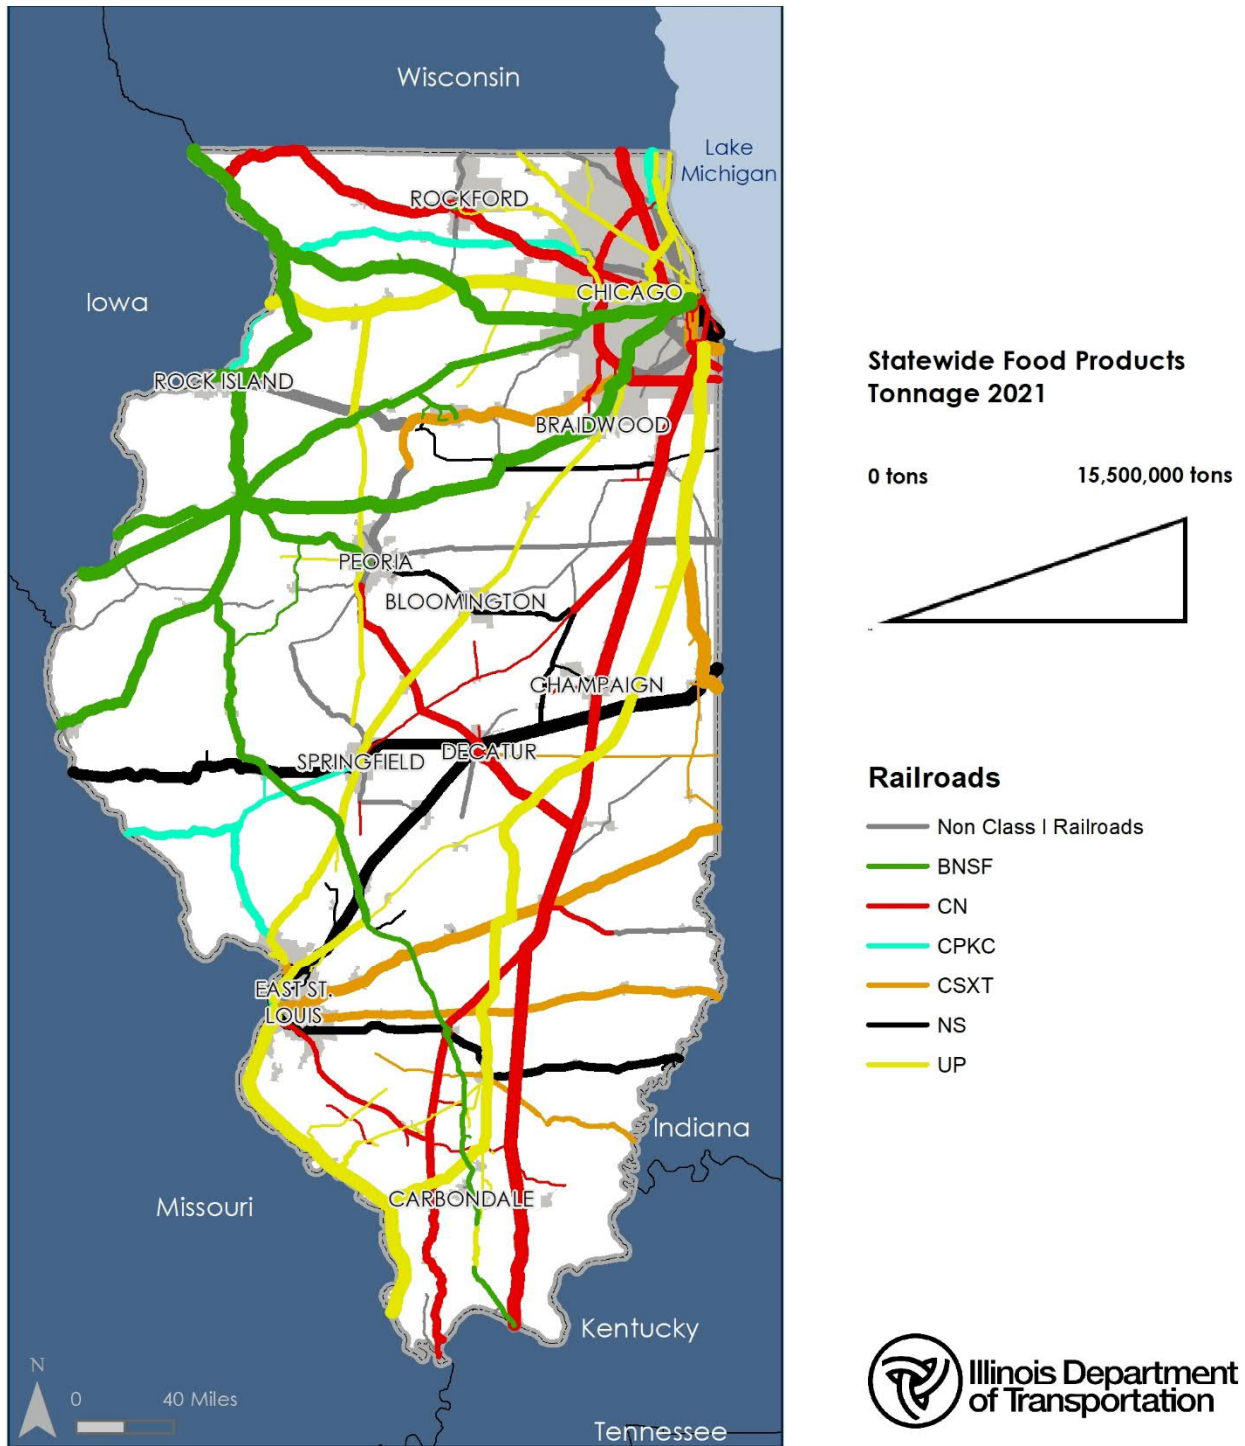 Wisconsin
Lake
Michigan
ROCKFORD
Iowa
CHICAGO
ROCK ISLAND
BRAIDWOOD
PEORIA
BLOOMINGTON
CHAMPAIGN
DECATUR
SPRINGFIELD
EAST ST.
LOUIS
Indiana
Missouri
CARBONDALE
Kentucky
N
0 40 Miles
Tennessee
Statewide Food Products
Tonnage 2021
0 tons 15,500,000 tons
Railroads
Non Class I Railroads
BNSF
CN
CPKC
CSXT
NS
UP
Illinois Department
of Transportation